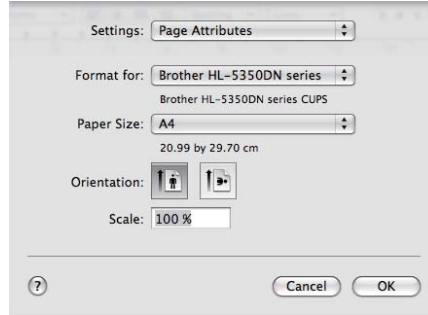 Settings: Page Attributes
Format for: Brother HL-5350DN series
Brother HL-5350DN series CUPS
Paper Size: A4
20.99 by 29.70 cm
Orientation:
Scale: 100 %
? Cancel OK